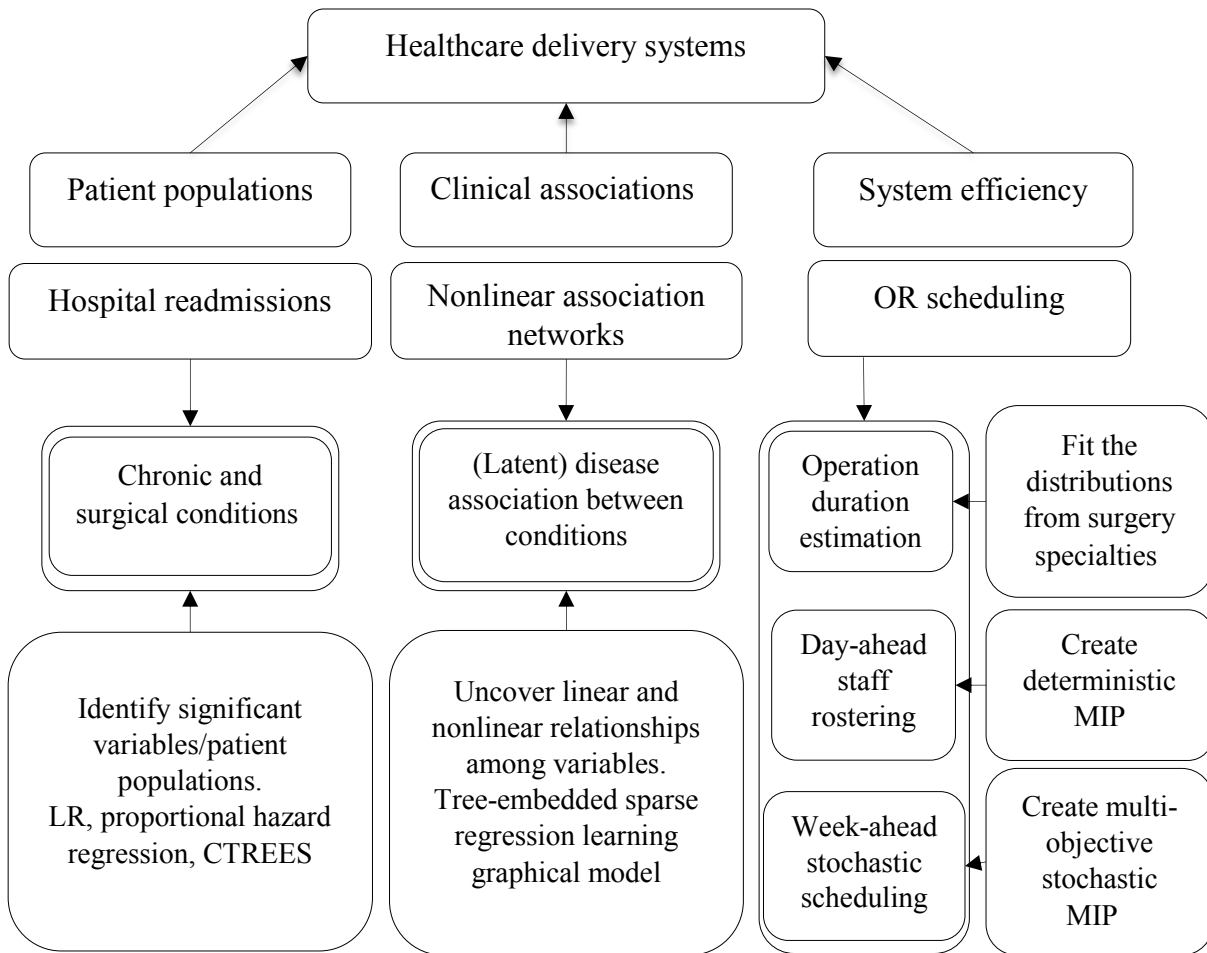 Healthcare delivery systems
Patient populations
Clinical associations
System efficiency
Hospital readmissions
Nonlinear association
networks
OR scheduling
Chronic and
surgical conditions
(Latent) disease
association between
conditions
Operation
duration
estimation
Fit the
distributions
from surgery
specialties
Day-ahead
staff
rostering
Create
deterministic
MIP
Identify significant
variables/patient
populations.
LR, proportional hazard
regression, CTREES
Uncover linear and
nonlinear relationships
among variables.
Tree-embedded sparse
regression learning
graphical model
Week-ahead
stochastic
scheduling
Create multi-
objective
stochastic
MIP